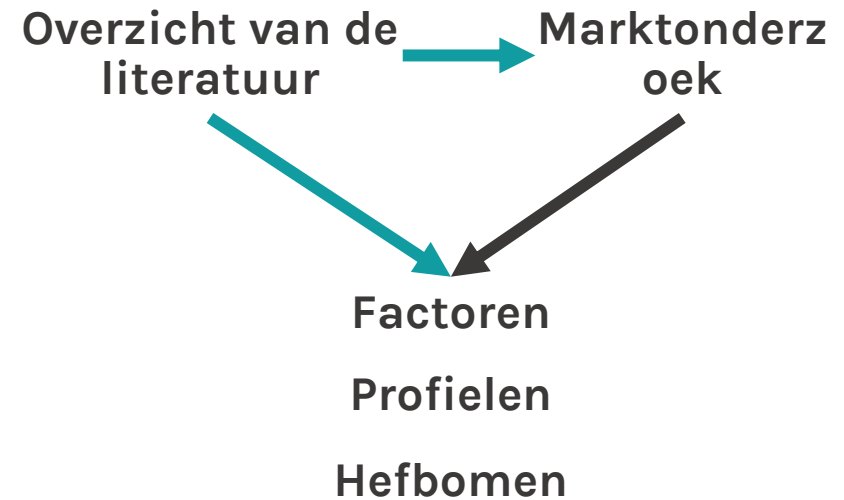 Overzicht van de
literatuur
Marktonderz
oek
Factoren
Profielen
Hefbomen